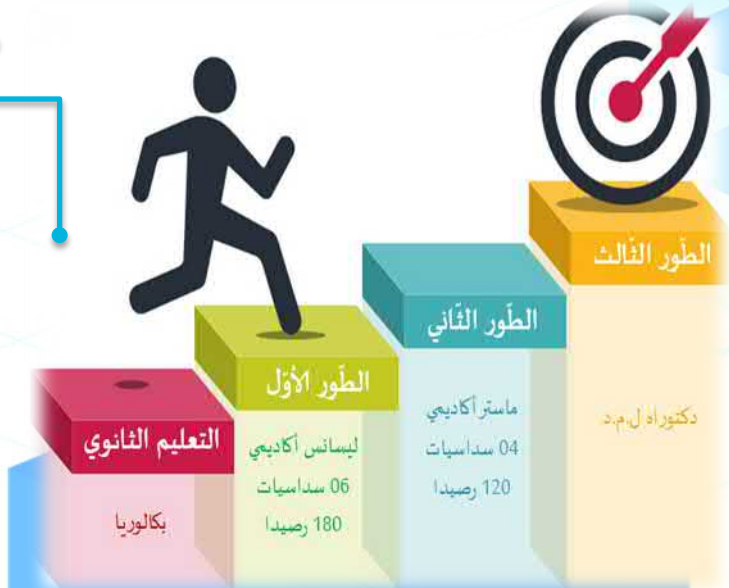 التعليم الثانوي
بكالوريا
الطّور الأوّل
ليسانس أكاديمي
06 سداسيات
180 رصيدا
الطّور الثّاني
ماستر أكاديمي
04 سداسيات
120 رصيدا
الطّور الثّالث
دكتوراه ل.م.د